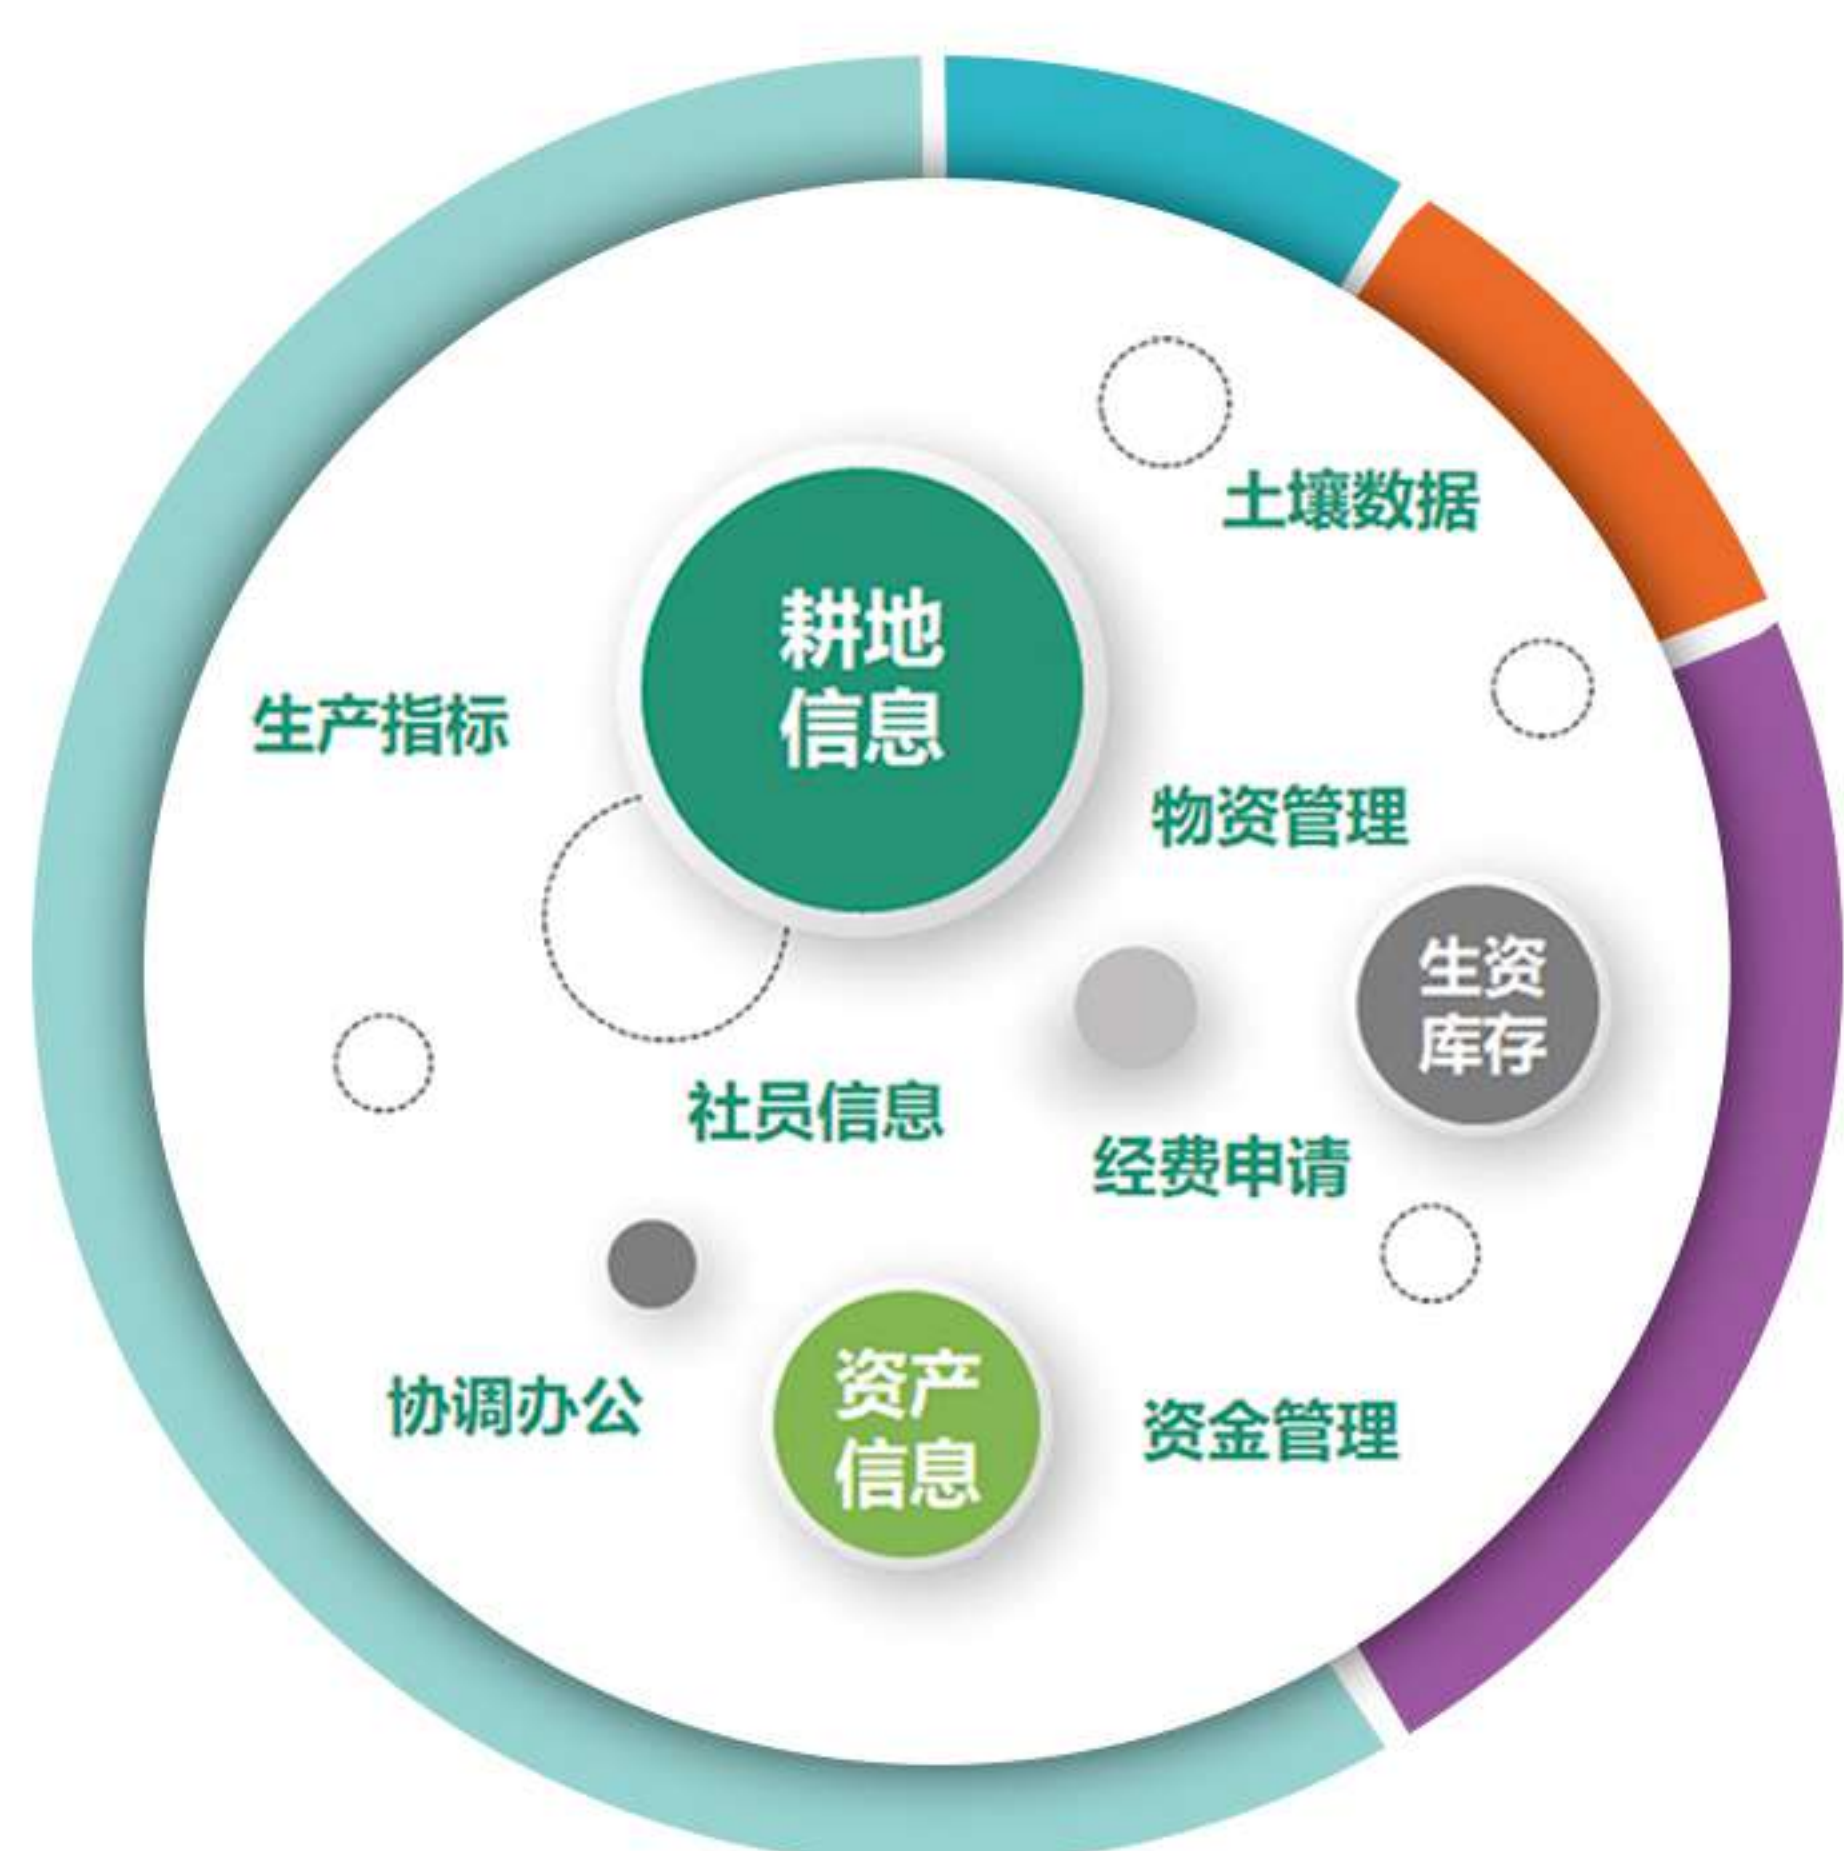 土壤数据
耕地
信息
生产指标
物资管理
生资
库存
社员信息
经费申请
资产
信息
协调办公
资金管理